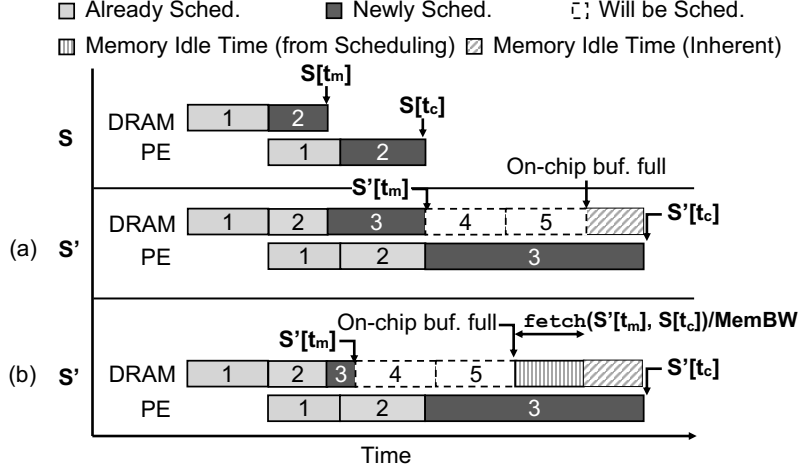 Already Sched. Newly Sched. Will be Sched.
Memory Idle Time (from Scheduling) Memory Idle Time (Inherent)
S[tm]
S[tc]
S DRAM 1 2
PE 1 2
On-chip buf. full
S'[tm]
S'[tc]
(a) S' DRAM 1 2 3 4 5
PE 1 2 3
On-chip buf. full fetch(S'[tm], S[tc])/MemBW
S'[tm]
S'[tc]
(b) S' DRAM 1 2 3 4 5
PE 1 2 3
Time